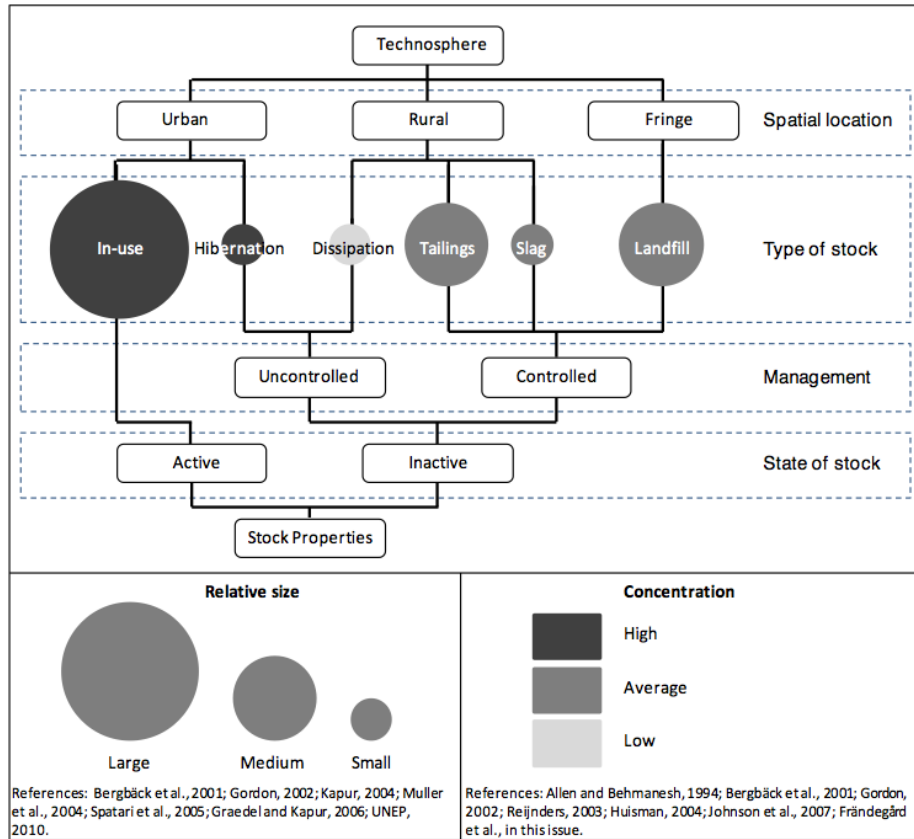 Technosphere
Urban
Rural
Fringe
Spatial location
In-use
Hibernation
Dissipation
Tailings
Slag
Landfill
Type of stock
Uncontrolled
Controlled
Management
Active
Inactive
State of stock
Stock Properties
Relative size
Large
Medium
Small
References: Bergbäck et al., 2001; Gordon, 2002; Kapur, 2004; Muller
et al., 2004; Spatari et al., 2005; Graedel and Kapur, 2006; UNEP,
2010.
Concentration
High
Average
Low
References: Allen and Behmanesh, 1994; Bergbäck et al., 2001; Gordon,
2002; Reijnders, 2003; Huisman, 2004; Johnson et al., 2007; Frändegård
et al., in this issue.